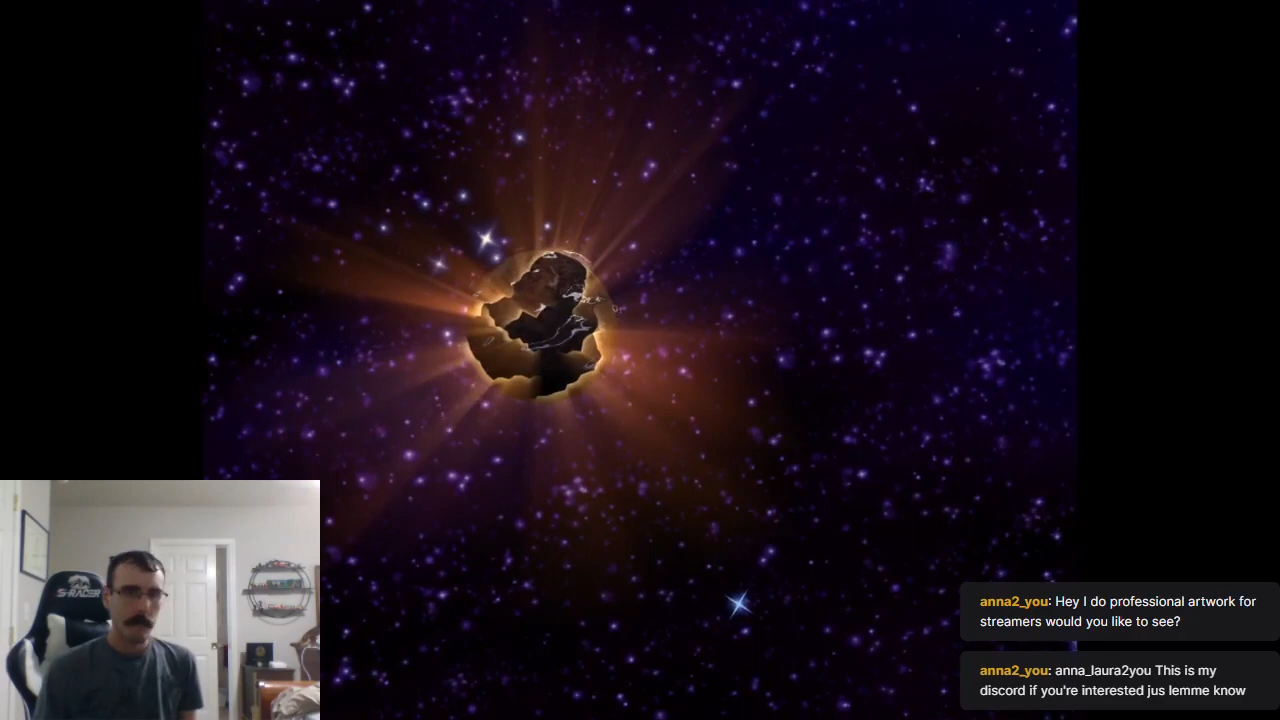 S-RACER
anna2_you: Hey I do professional artwork for
streamers would you like to see?
anna2_you: anna_laura2you This is my
discord if you're interested jus lemme know